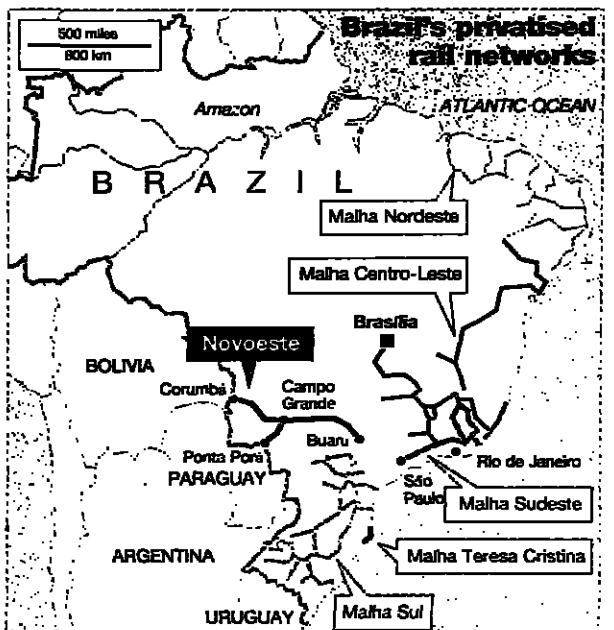 Brazil's privatised
rail networks
500 miles
800 km
Amazon
ATLANTIC OCEAN
BRAZIL
Malha Nordeste
Malha Centro-Leste
Brasília
Novoeste
BOLIVIA
Corumbá
Campo
Grande
Buaru
Ponta Porã
PARAGUAY
Rio de Janeiro
São
Paulo
Malha Sudeste
ARGENTINA
Malha Teresa Cristina
Malha Sul
URUGUAY